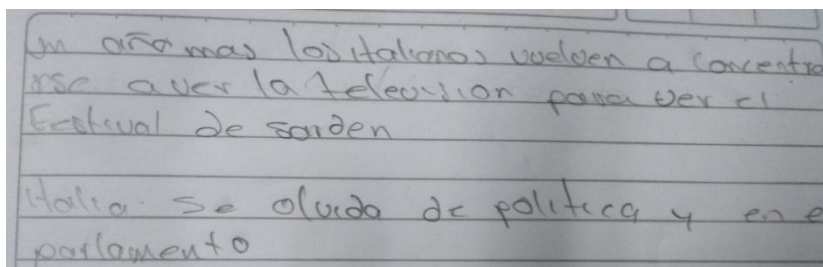 un año mas los italianos vuelven a concentra
rse a ver la television para ver el
Festival de
Italia se olvida de politica y en e
parlamento